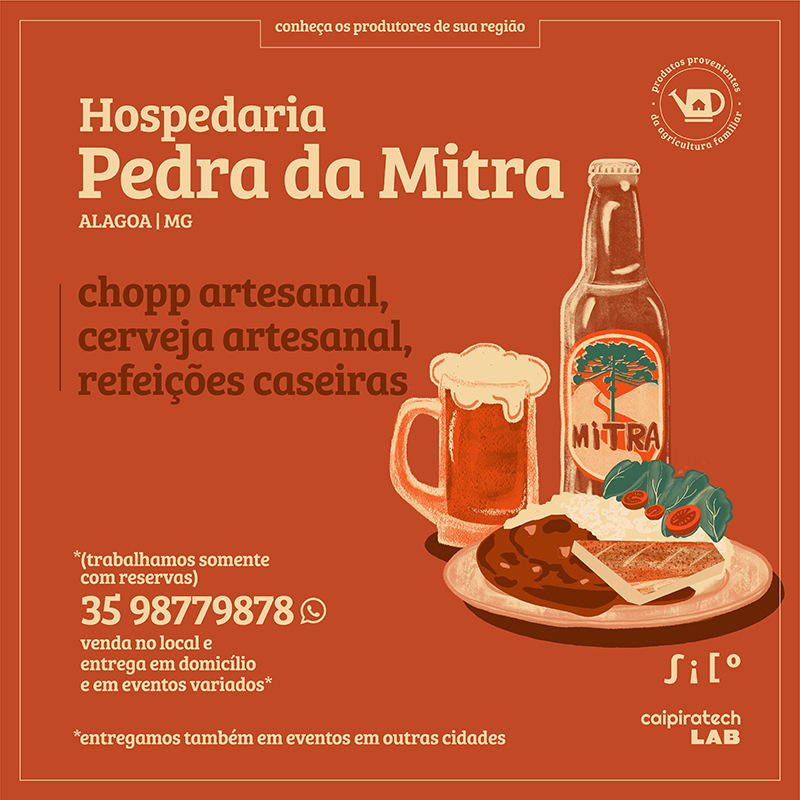 conheça os produtores de sua região
produtos provenientes
da agricultura familiar
Hospedaria
Pedra da Mitra
ALAGOA | MG
chopp artesanal,
cerveja artesanal,
refeições caseiras
MiTRA
*(trabalhamos somente
com reservas)
35 98779878
venda no local e
entrega em domicílio
e em eventos variados*
silo
caipiratech
LAB
*entregamos também em eventos em outras cidades